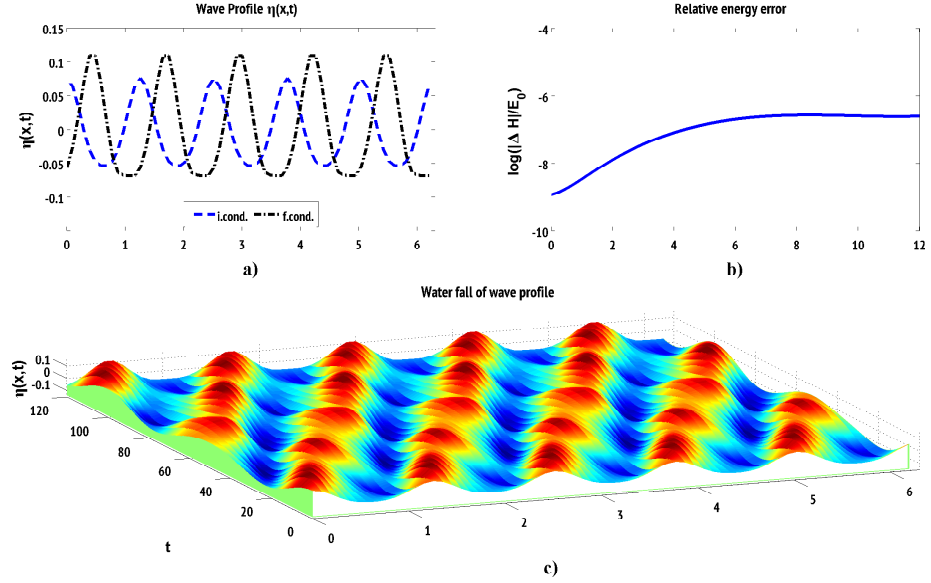 Wave Profile η(x,t)
η(x,t)
0.15
0.1
0.05
0
-0.05
-0.1
i.cond. f.cond.
0 1 2 3 4 5 6
a)
Relative energy error
log(|Δ H|/E₀)
-4
-6
-8
-10
0 2 4 6 8 10 12
b)
Water fall of wave profile
η(x,t)
0.1
0
-0.1
120
100
80
60
40
20
0
t
0 1 2 3 4 5 6
c)